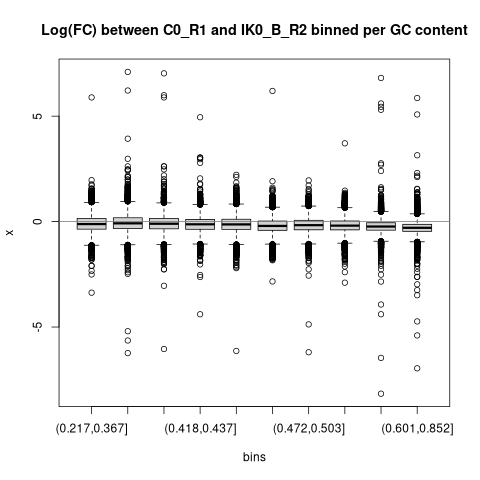 Log(FC) between C0_R1 and IK0_B_R2 binned per GC content
5
0
-5
x
(0.217,0.367]
(0.418,0.437]
(0.472,0.503]
(0.601,0.852]
bins